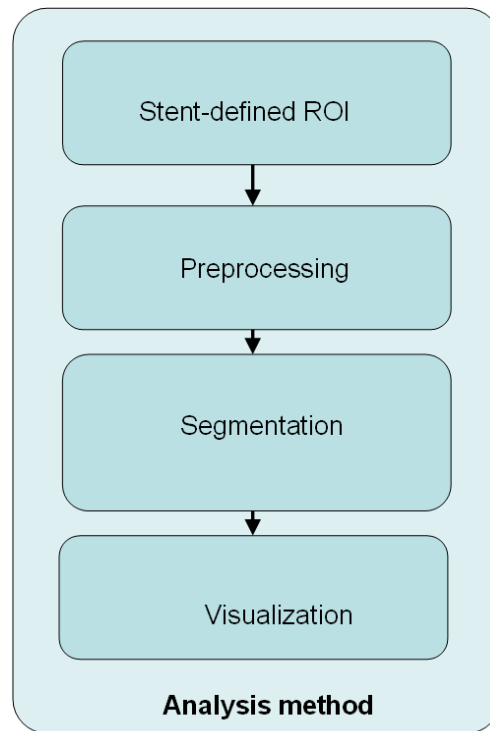 Stent-defined ROI
Preprocessing
Segmentation
Visualization
Analysis method